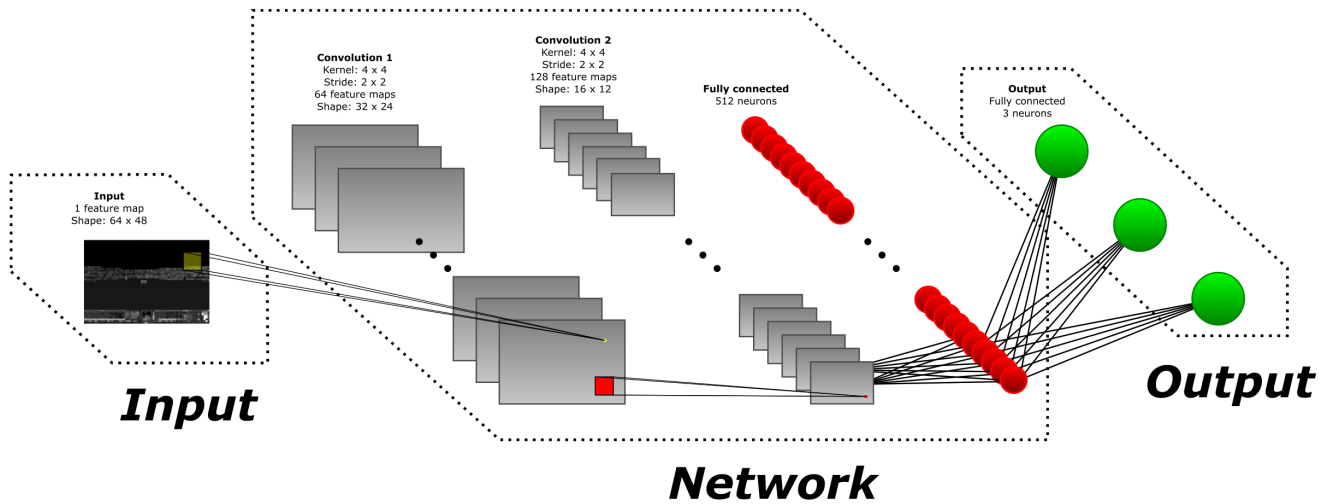 Input
1 feature map
Shape: 64 x 48
Convolution 1
Kernel: 4 x 4
Stride: 2 x 2
64 feature maps
Shape: 32 x 24
Convolution 2
Kernel: 4 x 4
Stride: 2 x 2
128 feature maps
Shape: 16 x 12
Fully connected
512 neurons
Output
Fully connected
3 neurons
Input
Network
Output